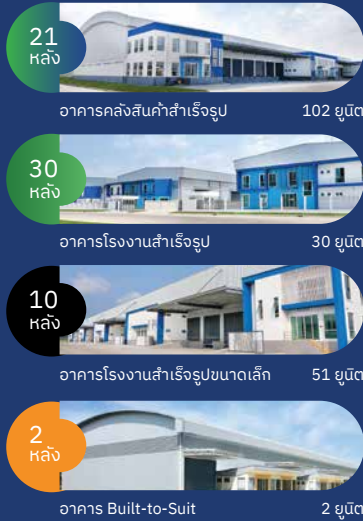 21
หลัง
อาคารคลังสินค้าสำเร็จรูป 102 ยูนิต
30
หลัง
อาคารโรงงานสำเร็จรูป 30 ยูนิต
10
หลัง
อาคารโรงงานสำเร็จรูปขนาดเล็ก 51 ยูนิต
2
หลัง
อาคาร Built-to-Suit 2 ยูนิต